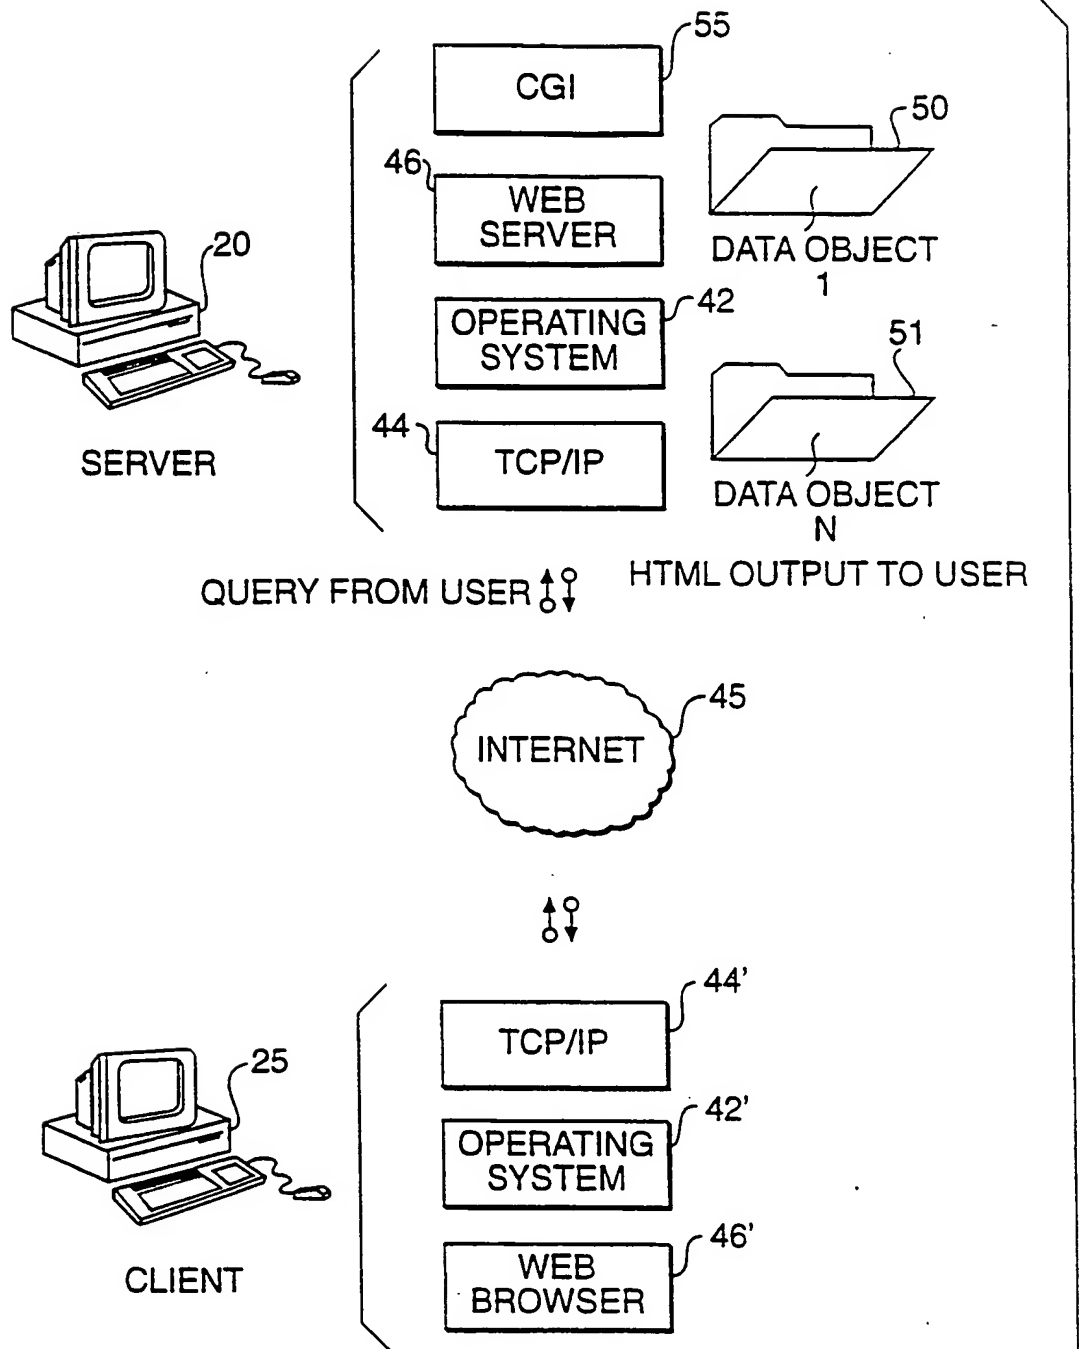 55
CGI
50
46
WEB
SERVER
DATA OBJECT
1
20
42
OPERATING
SYSTEM
51
44
TCP/IP
SERVER
DATA OBJECT
N
HTML OUTPUT TO USER
QUERY FROM USER
45
INTERNET
44'
TCP/IP
25
42'
OPERATING
SYSTEM
46'
WEB
BROWSER
CLIENT